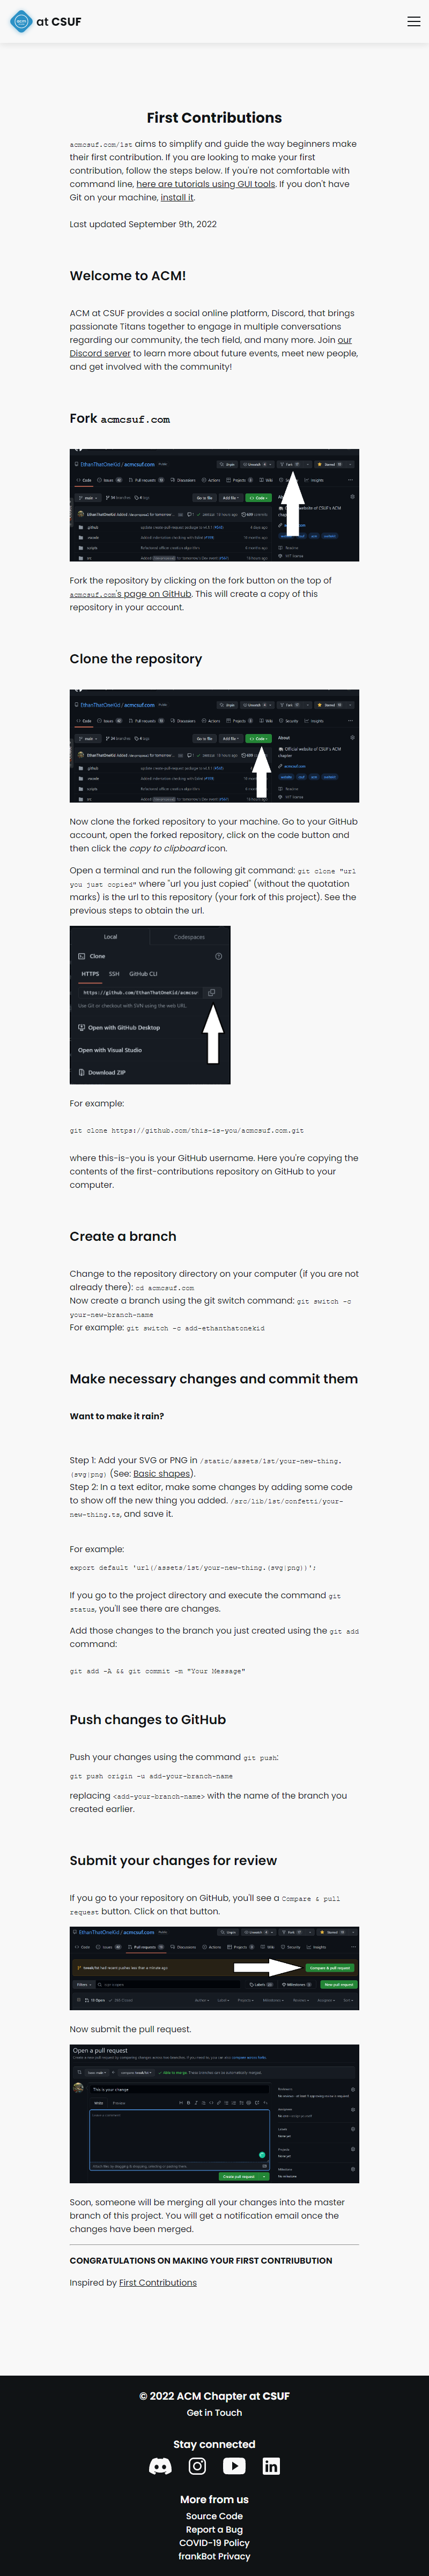 at CSUF
First Contributions
acmcsuf.com/1st aims to simplify and guide the way beginners make
their first contribution. If you are looking to make your first
contribution, follow the steps below. If you're not comfortable with
command line, here are tutorials using GUI tools. If you don't have
Git on your machine, install it.
Last updated September 9th, 2022
Welcome to ACM!
ACM at CSUF provides a social online platform, Discord, that brings
passionate Titans together to engage in multiple conversations
regarding our community, the tech field, and many more. Join our
Discord server to learn more about future events, meet new people,
and get involved with the community!
Fork acmcsuf.com
EthanThatOneKid / acmcsuf.com
Fork the repository by clicking on the fork button on the top of
acmcsuf.com's page on GitHub. This will create a copy of this
repository in your account.
Clone the repository
EthanThatOneKid / acmcsuf.com
Now clone the forked repository to your machine. Go to your GitHub
account, open the forked repository, click on the code button and
then click the copy to clipboard icon.
Open a terminal and run the following git command: git clone "url
you just copied" where "url you just copied" (without the quotation
marks) is the url to this repository (your fork of this project). See the
previous steps to obtain the url.
Local Codespaces
Clone
HTTPS SSH GitHub CLI
https://github.com/EthanThatOneKid/acmcsuf
Use Git or checkout with SVN using the web URL.
Open with GitHub Desktop
Open with Visual Studio
Download ZIP
For example:
git clone https://github.com/this-is-you/acmcsuf.com.git
where this-is-you is your GitHub username. Here you're copying the
contents of the first-contributions repository on GitHub to your
computer.
Create a branch
Change to the repository directory on your computer (if you are not
already there): cd acmcsuf.com
Now create a branch using the git switch command: git switch -c
your-new-branch-name
For example: git switch -c add-ethanthatonekid
Make necessary changes and commit them
Want to make it rain?
Step 1: Add your SVG or PNG in /static/assets/1st/your-new-thing.
(svg|png) (See: Basic shapes).
Step 2: In a text editor, make some changes by adding some code
to show off the new thing you added. /src/lib/1st/confetti/your-
new-thing.ts, and save it.
For example:
export default 'url(/assets/1st/your-new-thing.(svg|png))';
If you go to the project directory and execute the command git
status, you'll see there are changes.
Add those changes to the branch you just created using the git add
command:
git add -A && git commit -m "Your Message"
Push changes to GitHub
Push your changes using the command git push:
git push origin -u add-your-branch-name
replacing <add-your-branch-name> with the name of the branch you
created earlier.
Submit your changes for review
If you go to your repository on GitHub, you'll see a Compare & pull
request button. Click on that button.
EthanThatOneKid / acmcsuf.com
Compare & pull request
New pull request
Now submit the pull request.
Open a pull request
This is your change
Create pull request
Soon, someone will be merging all your changes into the master
branch of this project. You will get a notification email once the
changes have been merged.
CONGRATULATIONS ON MAKING YOUR FIRST CONTRIUBUTION
Inspired by First Contributions
© 2022 ACM Chapter at CSUF
Get in Touch
Stay connected
More from us
Source Code
Report a Bug
COVID-19 Policy
frankBot Privacy